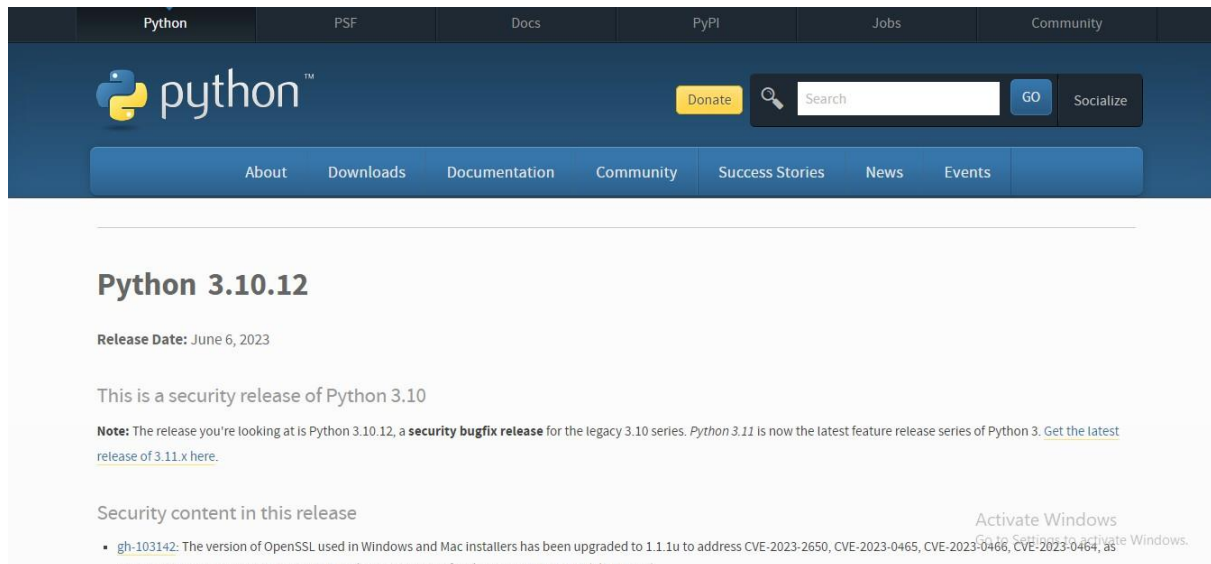 Python PSF Docs PyPI Jobs Community
python™
Donate Search GO Socialize
About Downloads Documentation Community Success Stories News Events
Python 3.10.12
Release Date: June 6, 2023
This is a security release of Python 3.10
Note: The release you're looking at is Python 3.10.12, a security bugfix release for the legacy 3.10 series. Python 3.11 is now the latest feature release series of Python 3. Get the latest
release of 3.11.x here.
Security content in this release
Activate Windows
Go to Settings to activate Windows.
▪ gh-103142: The version of OpenSSL used in Windows and Mac installers has been upgraded to 1.1.1u to address CVE-2023-2650, CVE-2023-0465, CVE-2023-0466, CVE-2023-0464, as